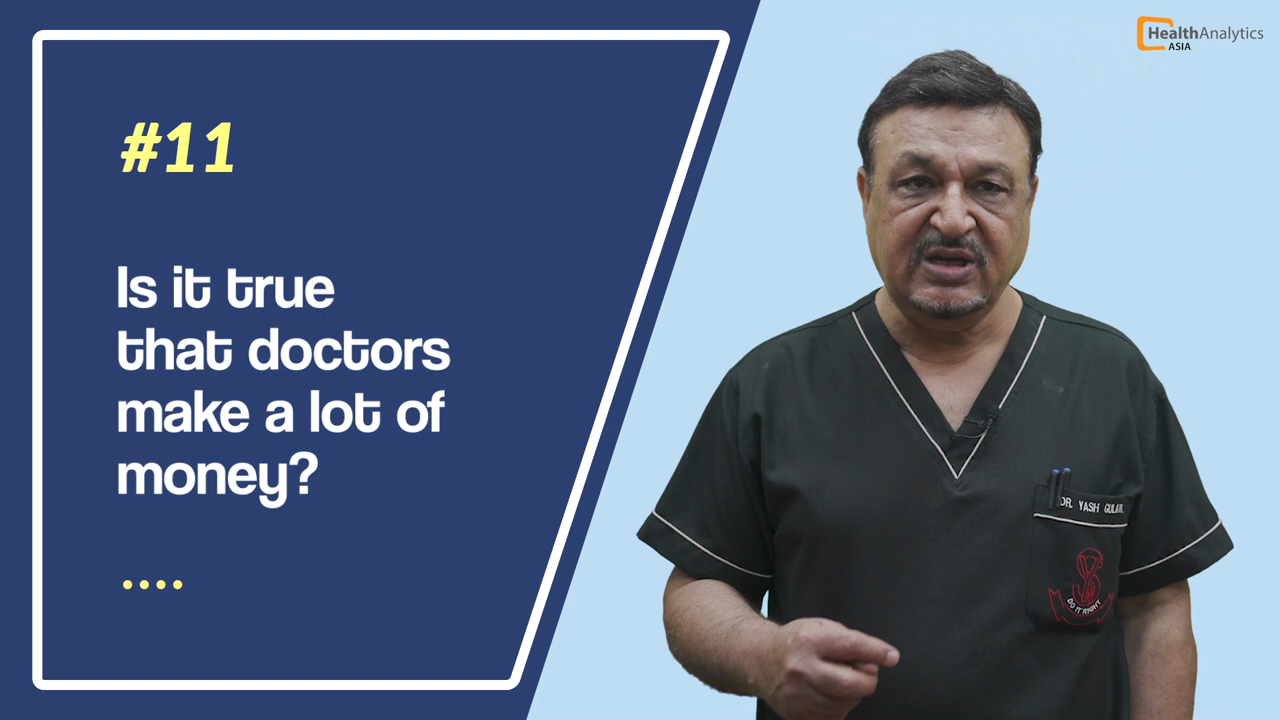 #11
Is it true
that doctors
make a lot of
money?
HealthAnalytics
ASIA
DR. YASH GULATI
DO IT RIGHT